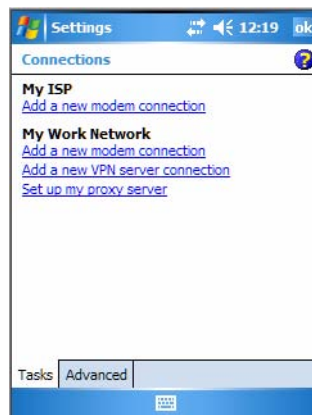 Settings 12:19 ok
Connections
?
My ISP
Add a new modem connection
My Work Network
Add a new modem connection
Add a new VPN server connection
Set up my proxy server
Tasks Advanced